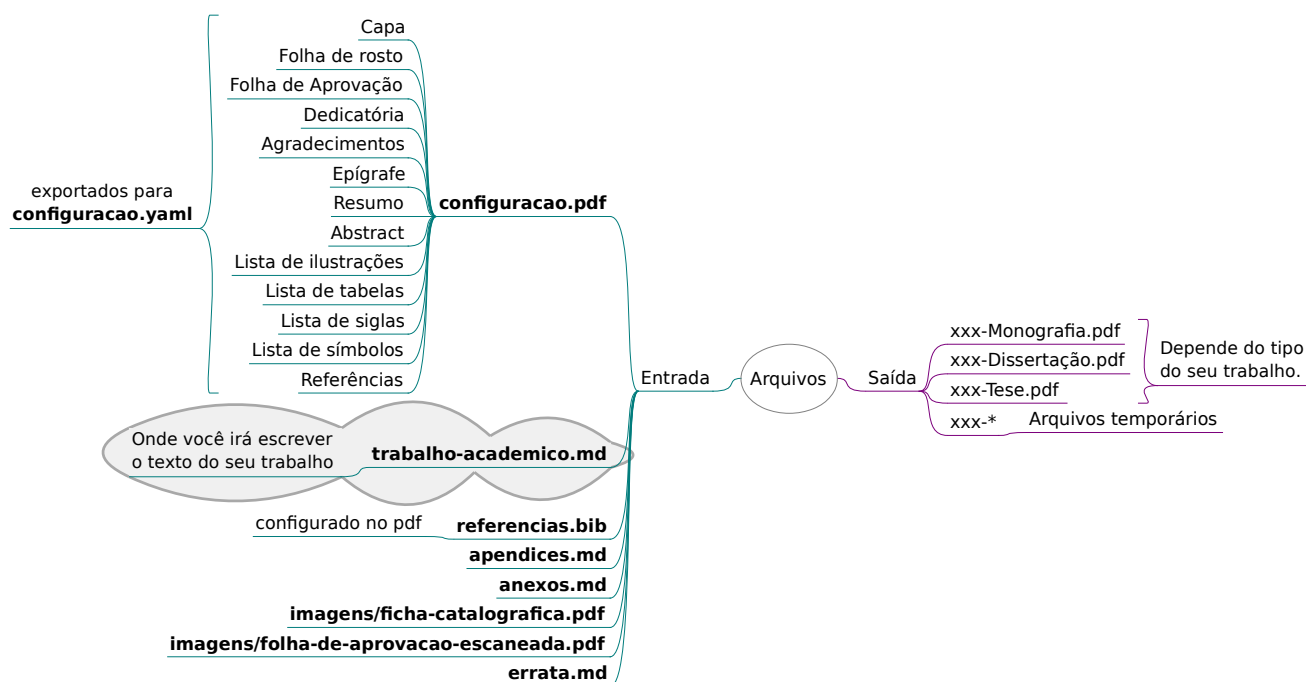 Capa
Folha de rosto
Folha de Aprovação
Dedicatória
Agradecimentos
Epígrafe
Resumo
Abstract
Lista de ilustrações
Lista de tabelas
Lista de siglas
Lista de símbolos
Referências
exportados para
configuracao.yaml
configuracao.pdf
Onde você irá escrever
o texto do seu trabalho
trabalho-academico.md
configurado no pdf
referencias.bib
apendices.md
anexos.md
imagens/ficha-catalografica.pdf
imagens/folha-de-aprovacao-escaneada.pdf
errata.md
Entrada
Arquivos
Saída
xxx-Monografia.pdf
xxx-Dissertação.pdf
xxx-Tese.pdf
Depende do tipo
do seu trabalho.
xxx-*
Arquivos temporários